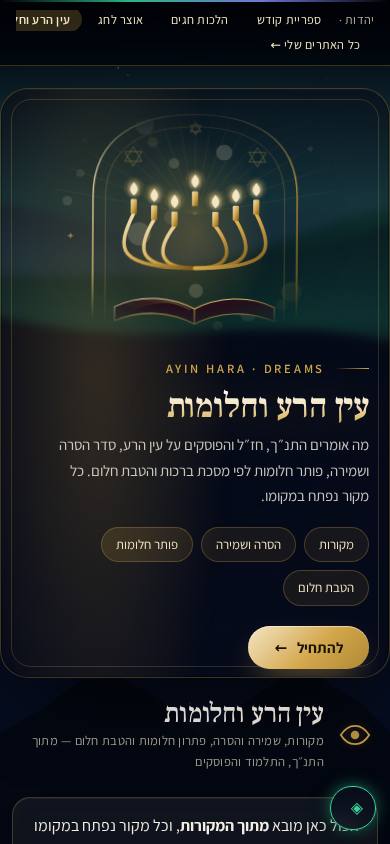 יהדות · ספריית קודש הלכות חגים אוצר לחג עין הרע
כל האתרים שלי ←
AYIN HARA · DREAMS
עין הרע וחלומות
מה אומרים התנ״ך, חז״ל והפוסקים על עין הרע, סדר הסרה
ושמירה, פותר חלומות לפי מסכת ברכות והטבת חלום. כל
מקור נפתח במקומו.
מקורות הסרה ושמירה פותר חלומות
הטבת חלום
להתחיל ←
עין הרע וחלומות
מקורות, שמירה והסרה, פתרון חלומות והטבת חלום — מתוך
התנ״ך, התלמוד והפוסקים
כאן מובא מתוך המקורות, וכל מקור נפתח במקומו